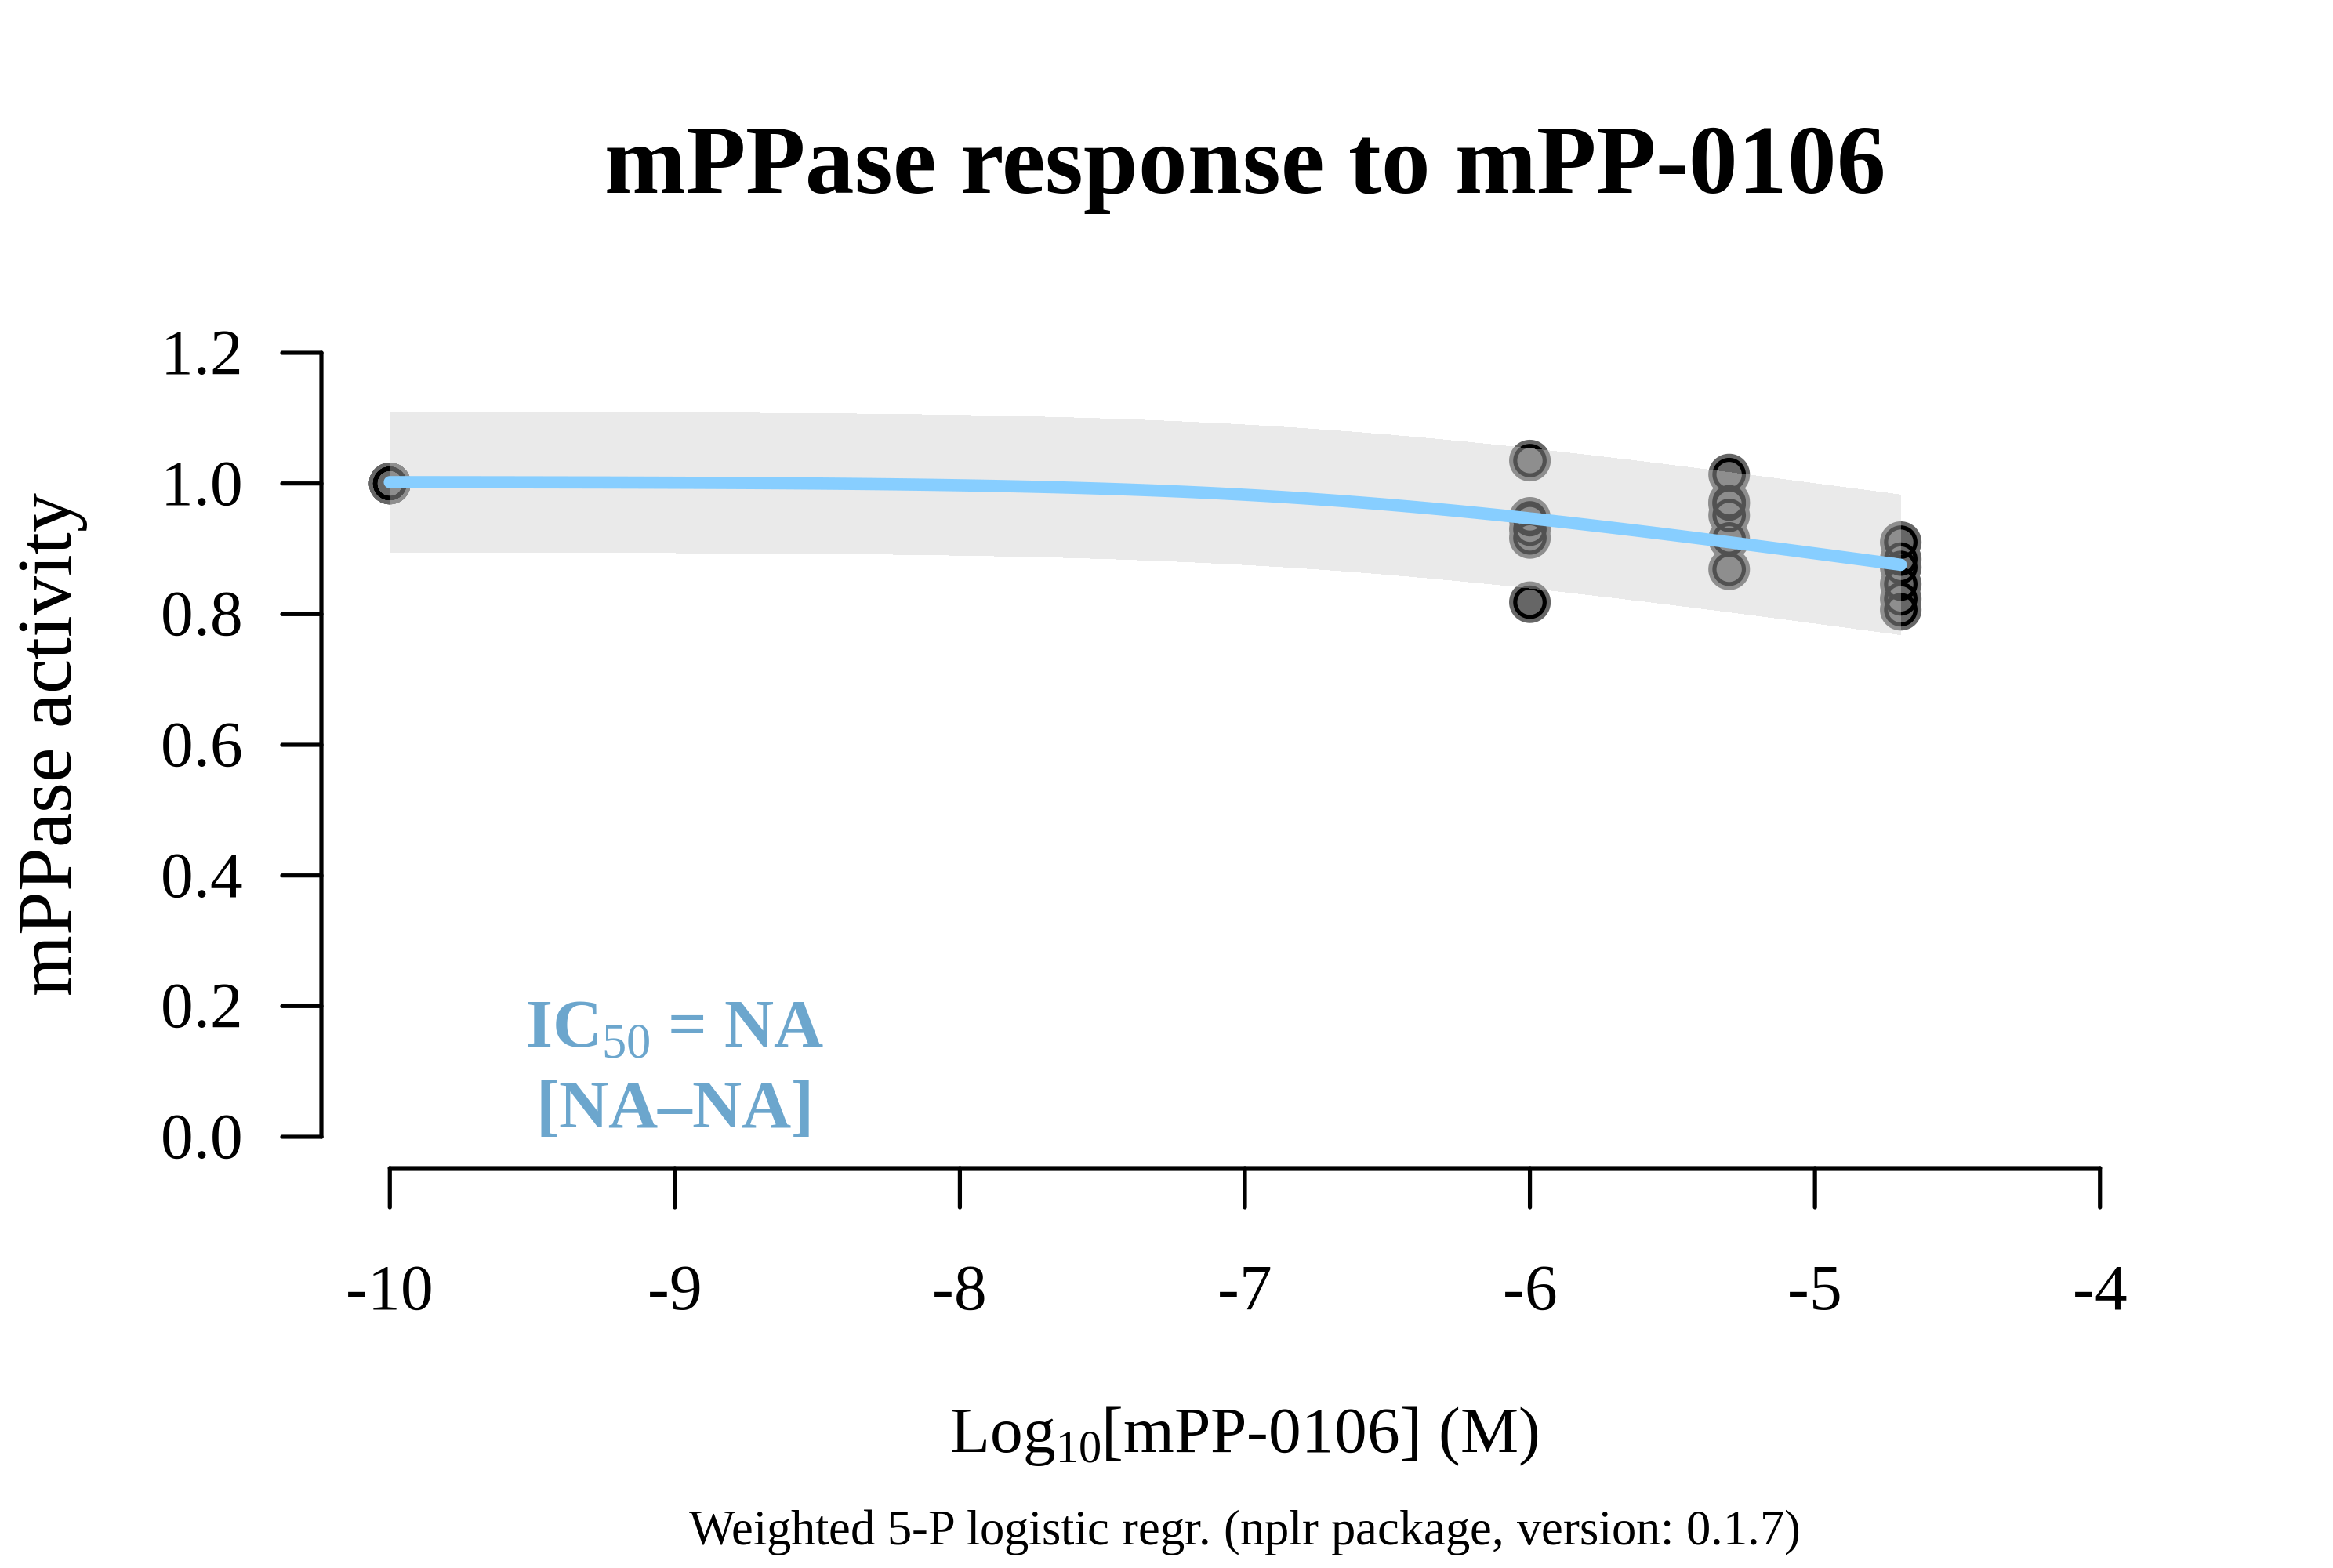 mPPase response to mPP-0106
mPPase activity
1.2
1.0
0.8
0.6
0.4
0.2
0.0
IC50 = NA
[NA–NA]
-10 -9 -8 -7 -6 -5 -4
Log10[mPP-0106] (M)
Weighted 5-P logistic regr. (nplr package, version: 0.1.7)